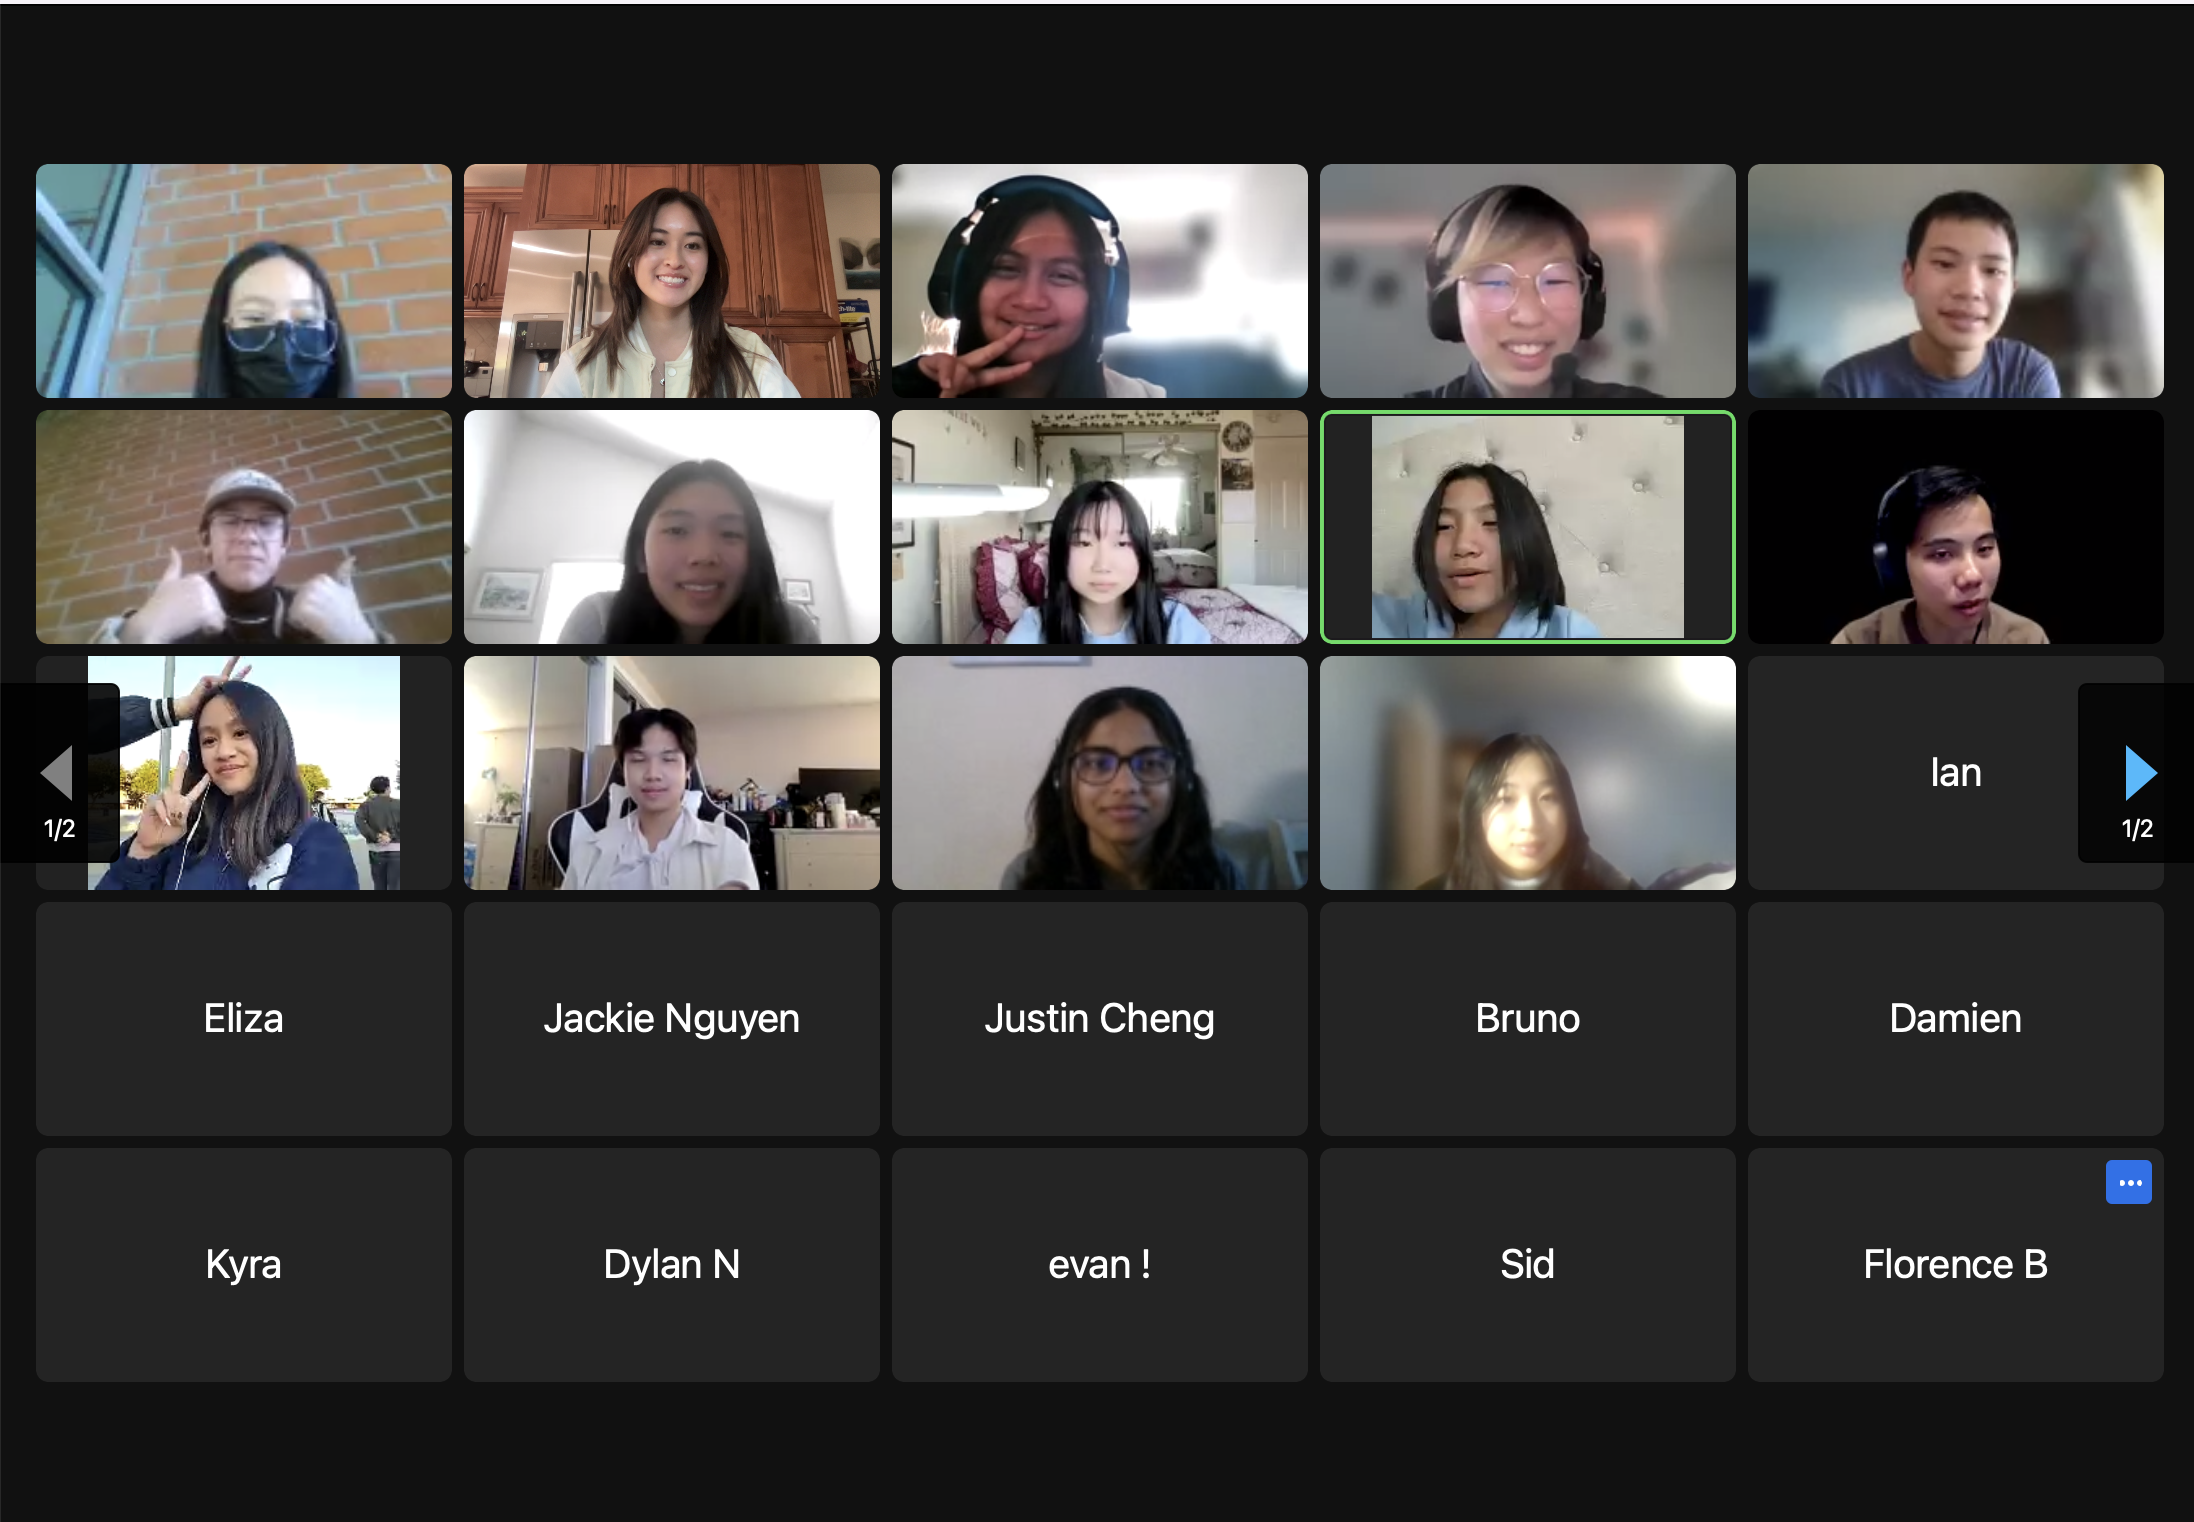 Ian
1/2
1/2
Eliza
Jackie Nguyen
Justin Cheng
Bruno
Damien
Kyra
Dylan N
evan !
Sid
Florence B